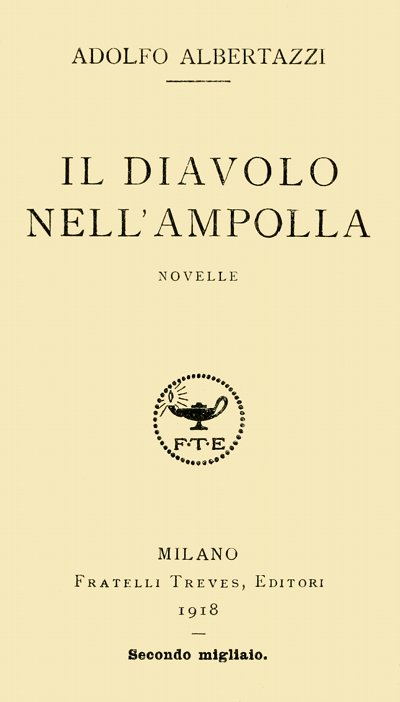 ADOLFO ALBERTAZZI
IL DIAVOLO
NELL'AMPOLLA
NOVELLE
F·T·E
MILANO
FRATELLI TREVES, EDITORI
1918
Secondo migliaio.